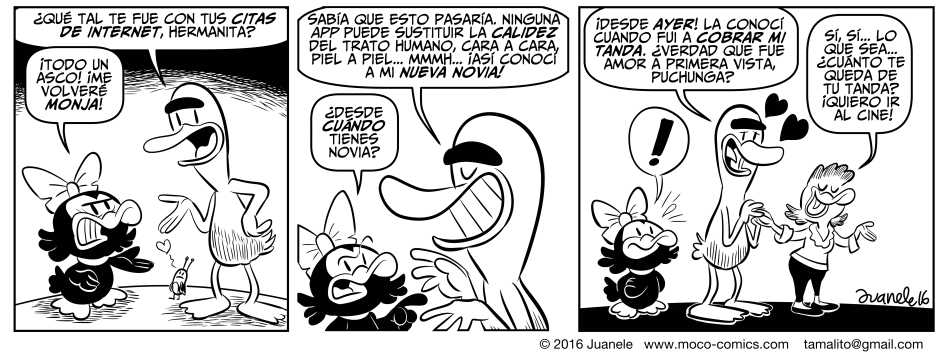 ¿QUÉ TAL TE FUE CON TUS CITAS
DE INTERNET, HERMANITA?
¡TODO UN
ASCO! ¡ME
VOLVERÉ
MONJA!
SABÍA QUE ESTO PASARÍA. NINGUNA
APP PUEDE SUSTITUIR LA CALIDEZ
DEL TRATO HUMANO, CARA A CARA,
PIEL A PIEL... MMMH... ¡ASÍ CONOCÍ
A MI NUEVA NOVIA!
¿DESDE
CUÁNDO
TIENES
NOVIA?
¡DESDE AYER! LA CONOCÍ
CUANDO FUI A COBRAR MI
TANDA. ¿VERDAD QUE FUE
AMOR A PRIMERA VISTA,
PUCHUNGA?
!
SÍ, SÍ... LO
QUE SEA...
¿CUÁNTO TE
QUEDA DE
TU TANDA?
¡QUIERO IR
AL CINE!
Juanele16
© 2016 Juanele www.moco-comics.com tamalito@gmail.com